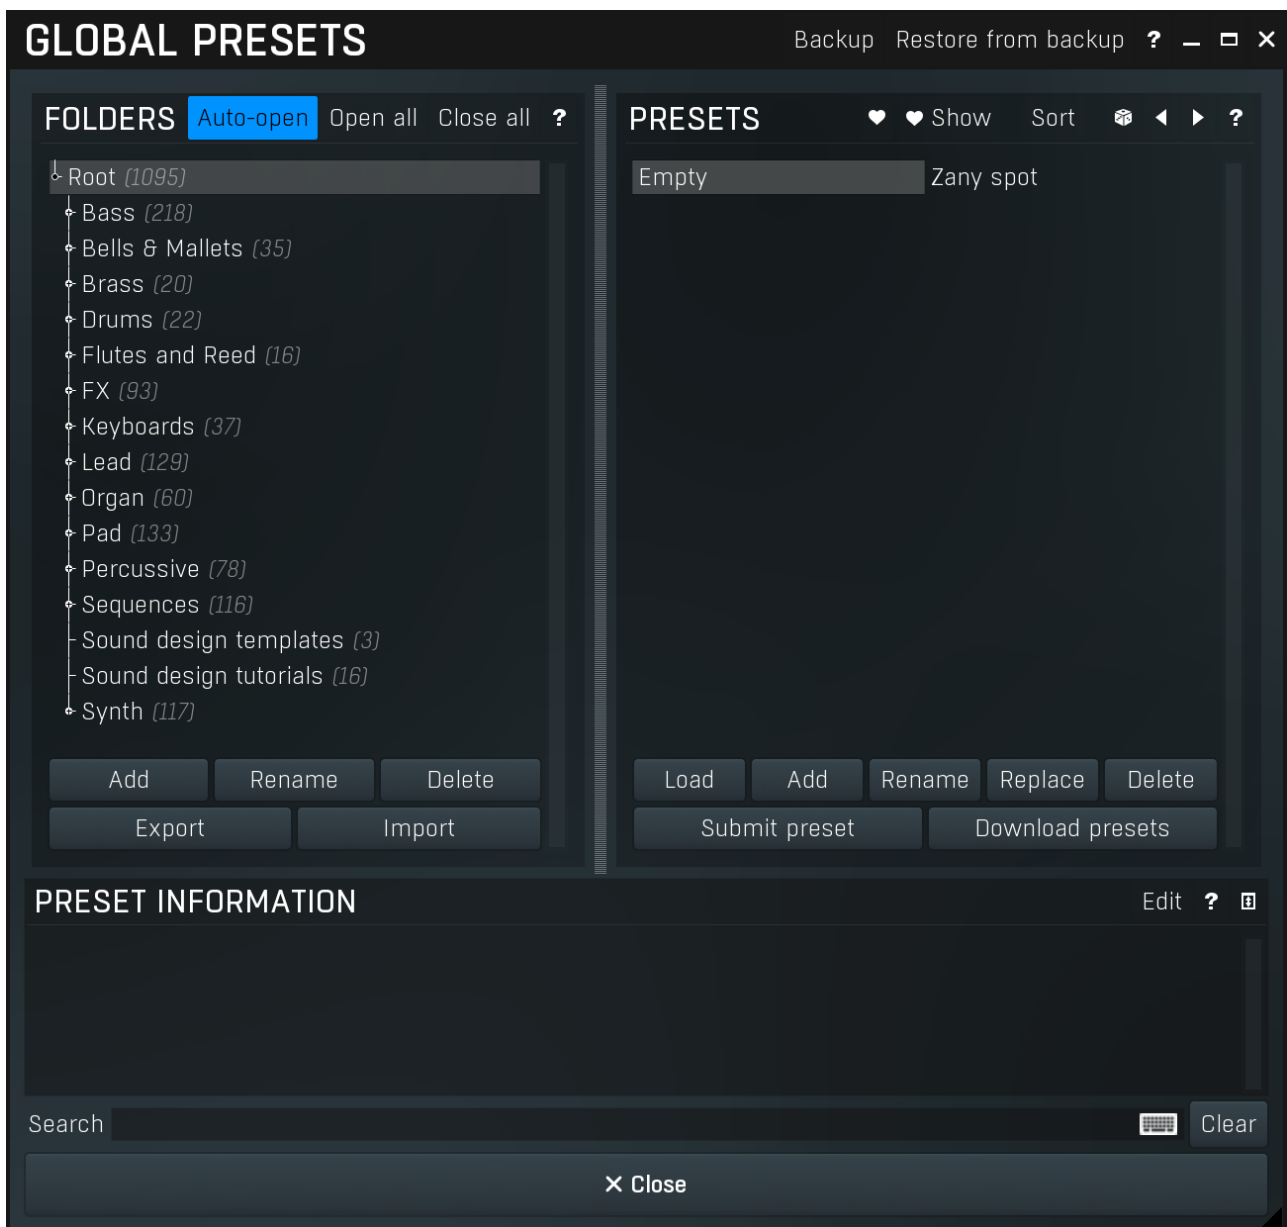 GLOBAL PRESETS Backup Restore from backup ?
FOLDERS Auto-open Open all Close all ?
Root (1095)
Bass (218)
Bells & Mallets (35)
Brass (20)
Drums (22)
Flutes and Reed (16)
FX (93)
Keyboards (37)
Lead (129)
Organ (60)
Pad (133)
Percussive (78)
Sequences (116)
Sound design templates (3)
Sound design tutorials (16)
Synth (117)
Add Rename Delete
Export Import
PRESETS Show Sort ?
Empty Zany spot
Load Add Rename Replace Delete
Submit preset Download presets
PRESET INFORMATION Edit ?
Search Clear
Close